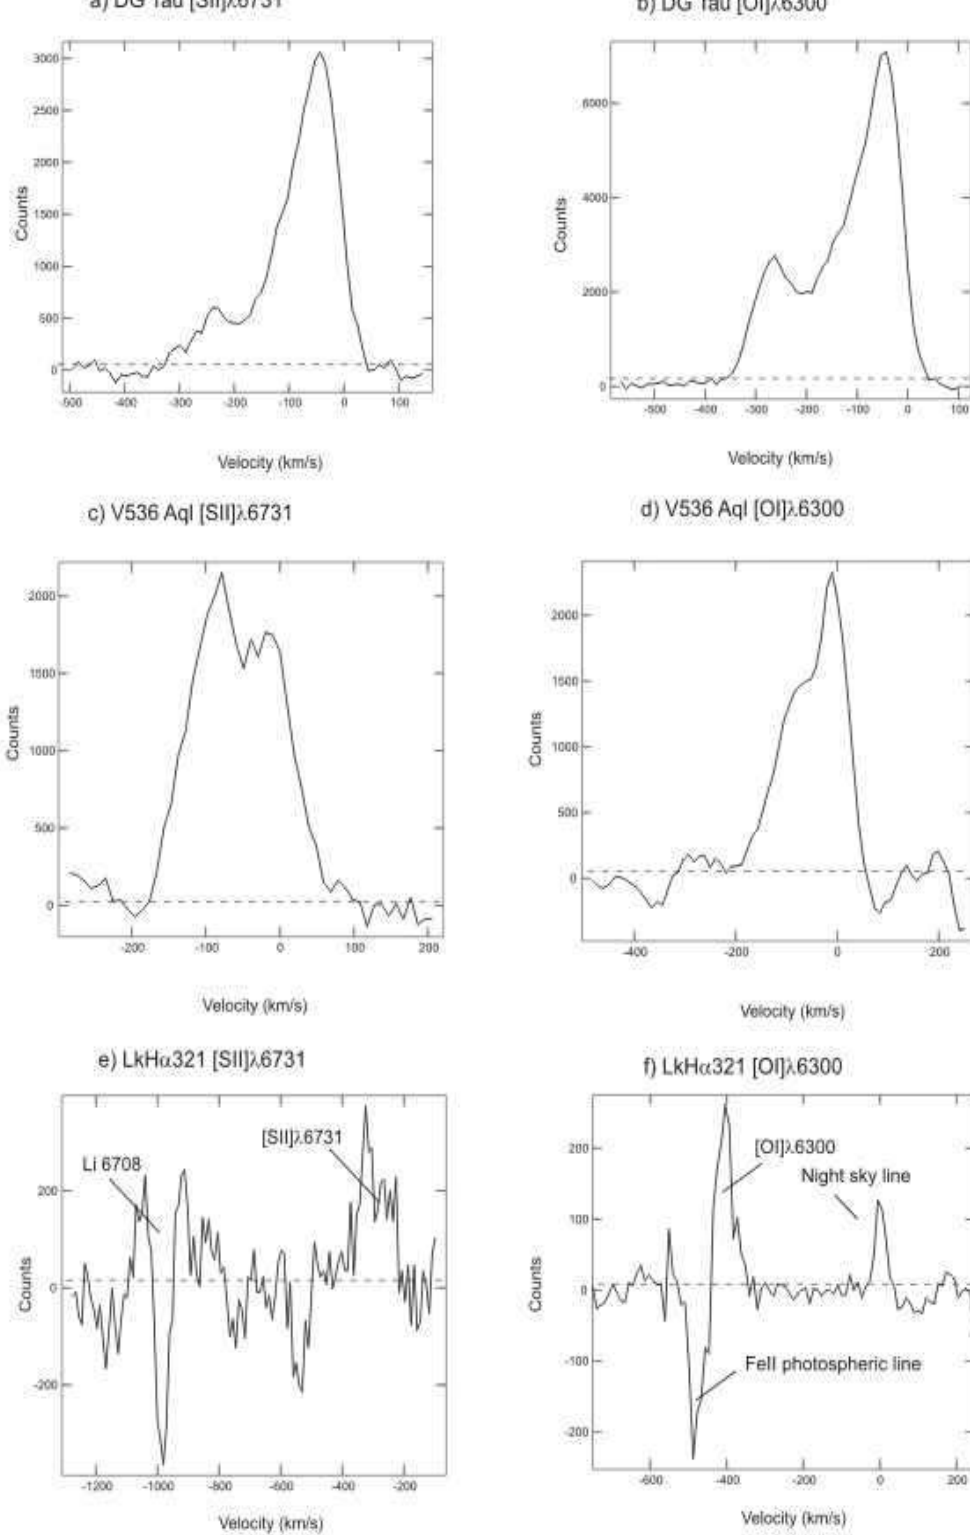 a) DG Tau [SII]λ6731
b) DG Tau [OI]λ6300
3000
2500
2000
1500
1000
500
0
Counts
-500 -400 -300 -200 -100 0 100
Velocity (km/s)
6000
4000
2000
0
Counts
-500 -400 -300 -200 -100 0 100
Velocity (km/s)
c) V536 Aql [SII]λ6731
d) V536 Aql [OI]λ6300
2000
1500
1000
500
0
Counts
-200 -100 0 100 200
Velocity (km/s)
2000
1500
1000
500
0
Counts
-400 -200 0 200
Velocity (km/s)
e) LkHα321 [SII]λ6731
f) LkHα321 [OI]λ6300
[SII]λ6731
Li 6708
200
0
-200
Counts
-1200 -1000 -800 -600 -400 -200
Velocity (km/s)
[OI]λ6300
Night sky line
FeII photospheric line
200
100
0
-100
-200
Counts
-600 -400 -200 0 200
Velocity (km/s)